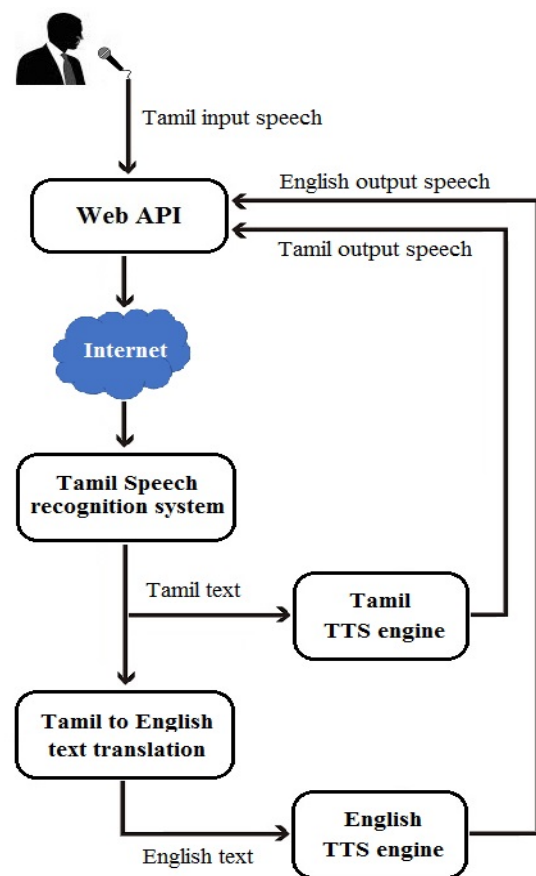 Tamil input speech
English output speech
Web API
Tamil output speech
Internet
Tamil Speech
recognition system
Tamil text
Tamil
TTS engine
Tamil to English
text translation
English
TTS engine
English text